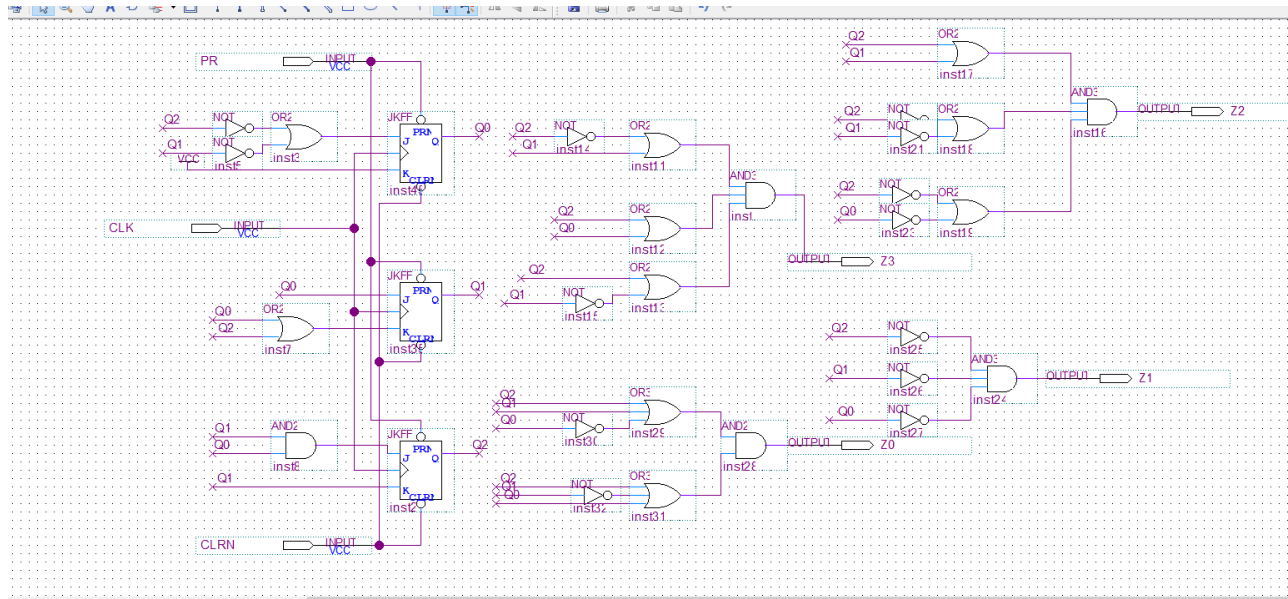 PR INPUT VCC
Q2 NOT OR2
Q1 NOT inst3
VCC inst5
JKFF PRN J Q K CLRN inst4 Q0
CLK INPUT VCC
Q0
Q0 OR2
Q2 inst7
JKFF PRN J Q K CLRN Q1
Q1 AND2
Q0 inst8
Q1
JKFF PRN J Q K CLRN inst2 Q2
CLRN INPUT VCC
Q2 NOT OR2
Q1 inst14 inst11
Q2 OR2
Q0 inst12
Q2 OR2
Q1 NOT inst15 inst13
AND3
OUTPUT Z3
Q2 OR3
Q1
Q0 NOT inst30 inst29
Q2 OR3
Q1 NOT
Q0 inst32 inst31
AND2 inst28
OUTPUT Z0
Q2 OR2
Q1 inst17
Q2 NOT OR2
Q1 NOT inst21 inst18
Q2 NOT OR2
Q0 NOT inst19
AND3 inst16
OUTPUT Z2
Q2 NOT inst25
Q1 NOT inst26
Q0 NOT inst27
AND3 inst24
OUTPUT Z1